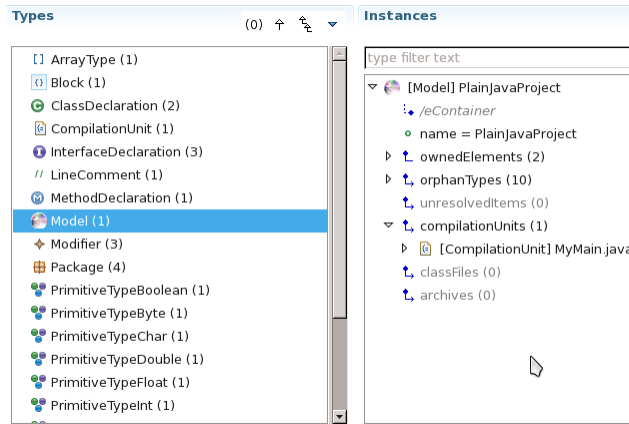 Types
(0)
ArrayType (1)
Block (1)
ClassDeclaration (2)
CompilationUnit (1)
InterfaceDeclaration (3)
LineComment (1)
MethodDeclaration (1)
Model (1)
Modifier (3)
Package (4)
PrimitiveTypeBoolean (1)
PrimitiveTypeByte (1)
PrimitiveTypeChar (1)
PrimitiveTypeDouble (1)
PrimitiveTypeFloat (1)
PrimitiveTypeInt (1)
Instances
type filter text
[Model] PlainJavaProject
/eContainer
name = PlainJavaProject
ownedElements (2)
orphanTypes (10)
unresolvedItems (0)
compilationUnits (1)
[CompilationUnit] MyMain.java
classFiles (0)
archives (0)